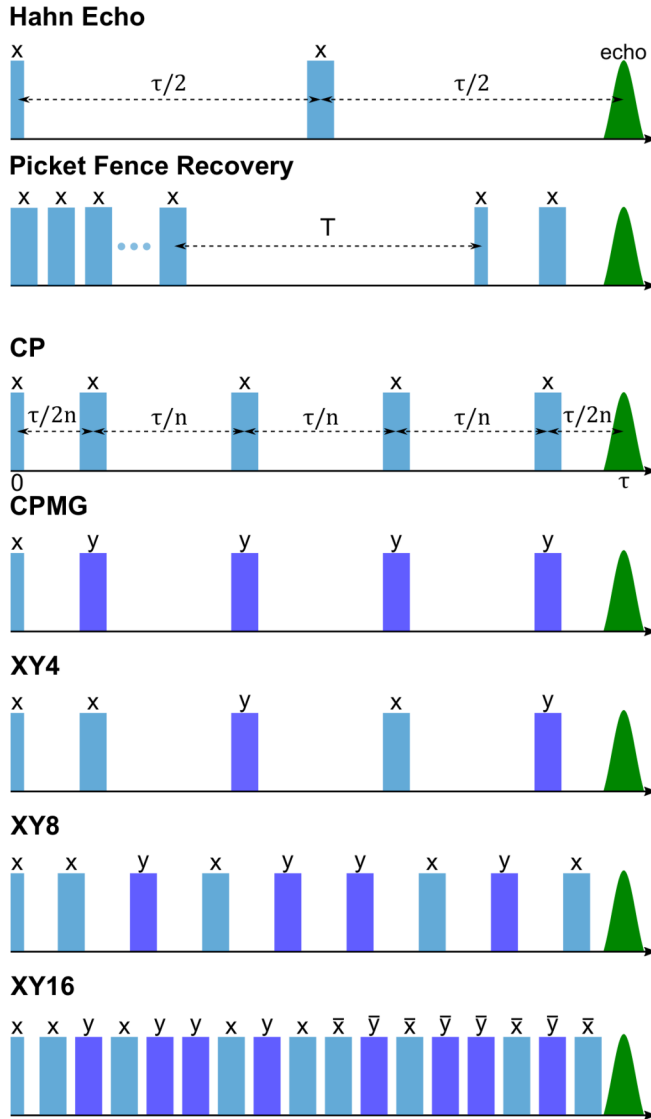 Hahn Echo
x x echo
τ/2 τ/2
Picket Fence Recovery
x x x x x x
T
CP
x x x x x
τ/2n τ/n τ/n τ/n τ/2n
0 τ
CPMG
x y y y y
XY4
x x y x y
XY8
x x y x y y x y x
XY16
x x y x y y x y x x̅ y̅ x̅ y̅ y̅ x̅ y̅ x̅